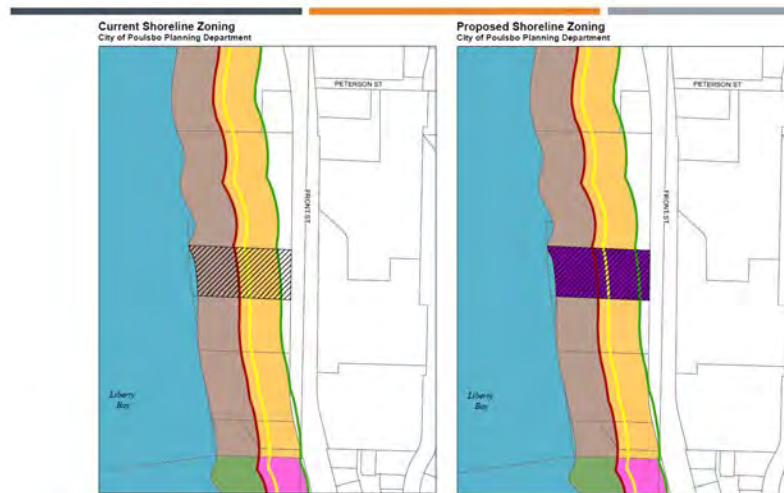 Current Shoreline Zoning
City of Poulsbo Planning Department
PETERSON ST
FRONT ST
Liberty
Bay
Proposed Shoreline Zoning
City of Poulsbo Planning Department
PETERSON ST
FRONT ST
Liberty
Bay